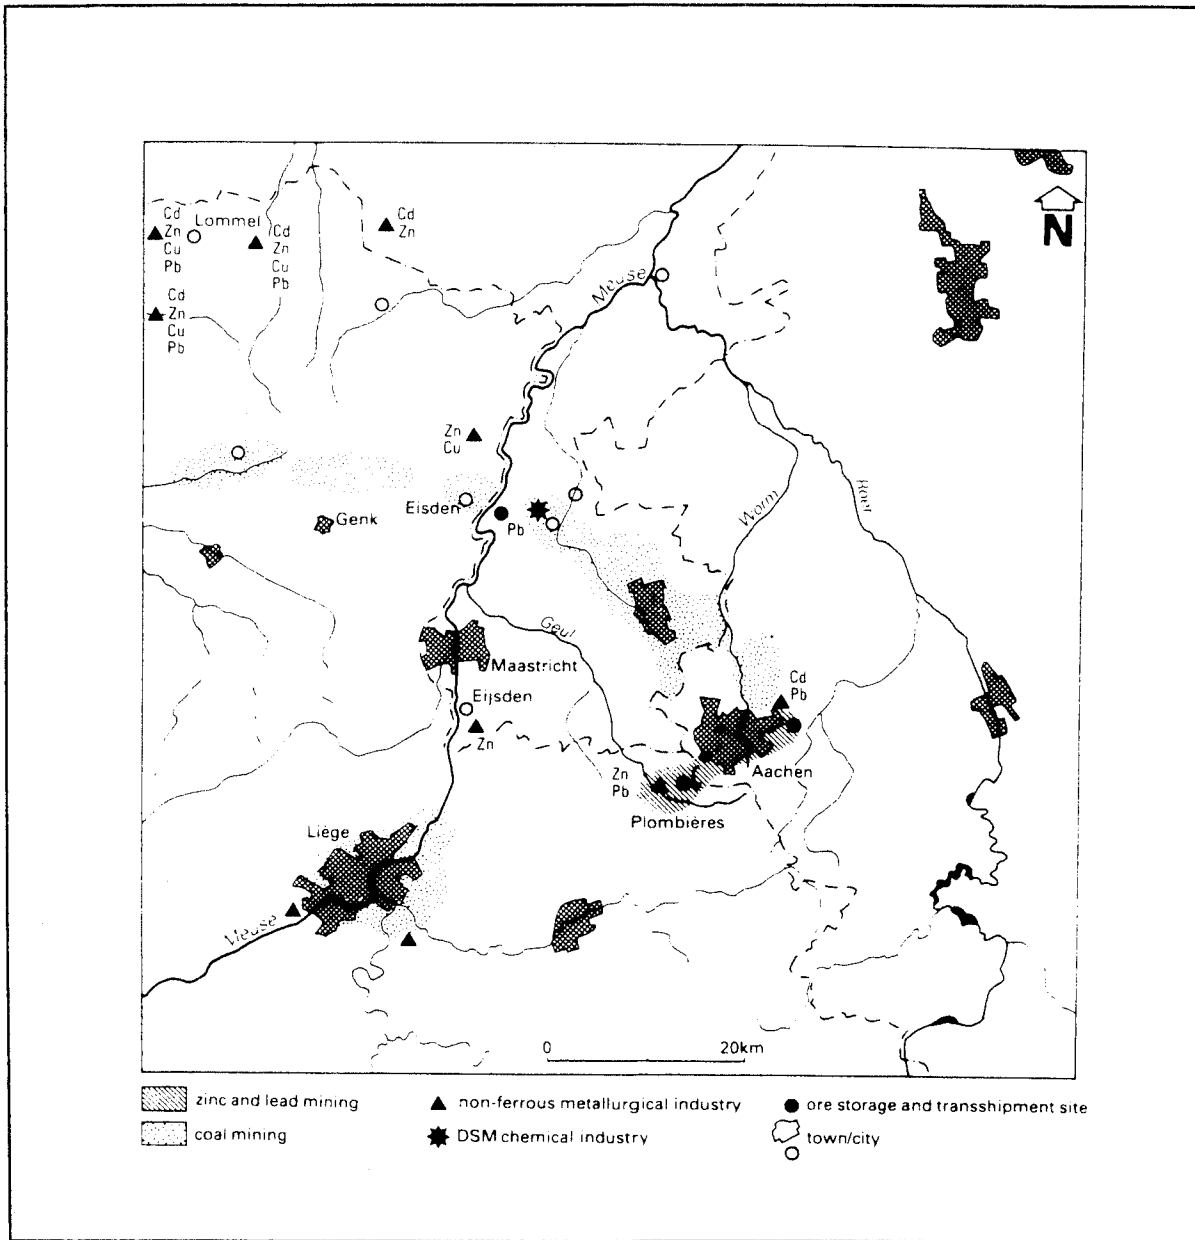 N
Cd
Zn
Cu
Pb
Lommel
Cd
Zn
Cu
Pb
Cd
Zn
Cd
Zn
Cu
Pb
Meuse
Zn
Cu
Eisden
Pb
Genk
Worm
Roer
Geul
Maastricht
Eijsden
Zn
Cd
Pb
Aachen
Zn
Pb
Plombières
Liège
Meuse
0 20km
zinc and lead mining
non-ferrous metallurgical industry
ore storage and transshipment site
coal mining
DSM chemical industry
town/city